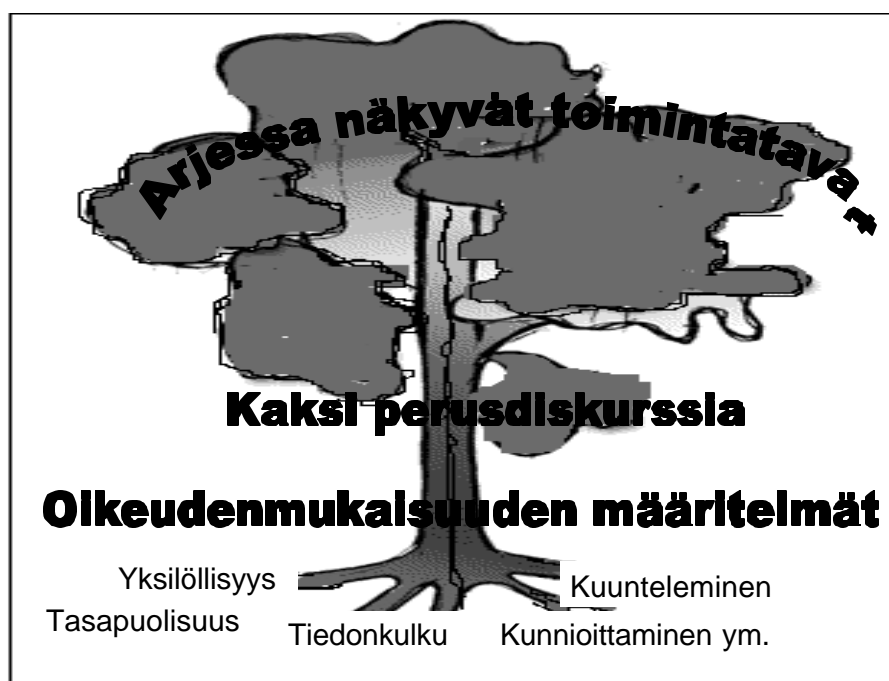 Arjessa näkyvät toimintatavat
Kaksi perusdiskurssia
Oikeudenmukaisuuden määritelmät
Yksilöllisyys
Kuunteleminen
Tasapuolisuus
Tiedonkulku
Kunnioittaminen ym.